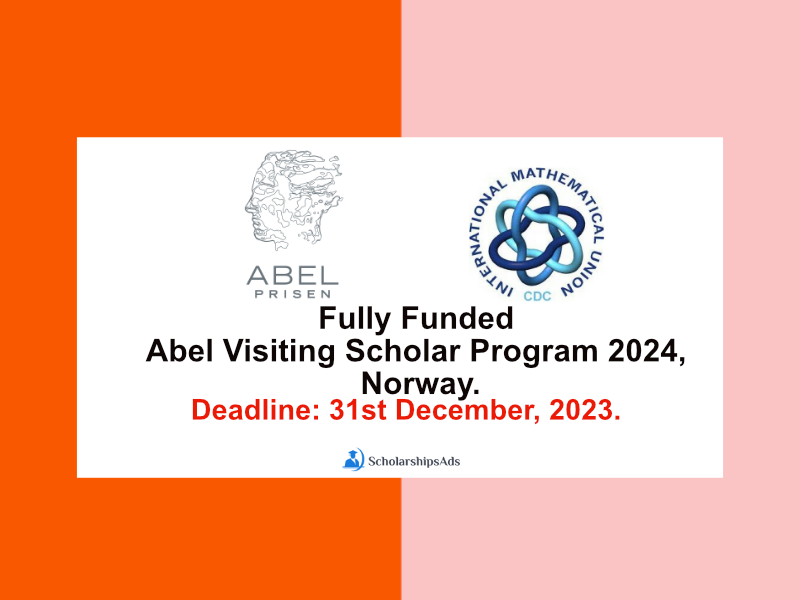 ABEL
PRISEN
INTERNATIONAL MATHEMATICAL UNION
CDC
Fully Funded
Abel Visiting Scholar Program 2024,
Norway.
Deadline: 31st December, 2023.
ScholarshipsAds